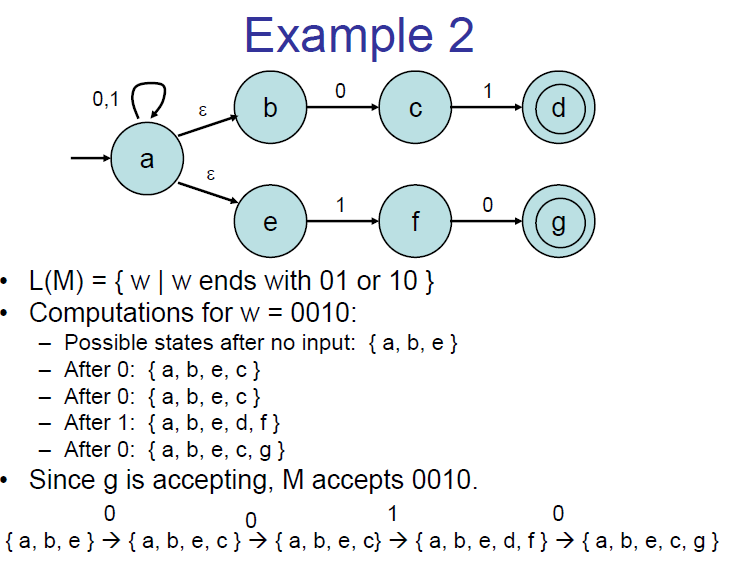 Example 2
0,1
ε
b
0
c
1
d
a
ε
e
1
f
0
g
• L(M) = { w | w ends with 01 or 10 }
• Computations for w = 0010:
– Possible states after no input: { a, b, e }
– After 0: { a, b, e, c }
– After 0: { a, b, e, c }
– After 1: { a, b, e, d, f }
– After 0: { a, b, e, c, g }
• Since g is accepting, M accepts 0010.
0 0 1 0
{ a, b, e } → { a, b, e, c } → { a, b, e, c} → { a, b, e, d, f } → { a, b, e, c, g }